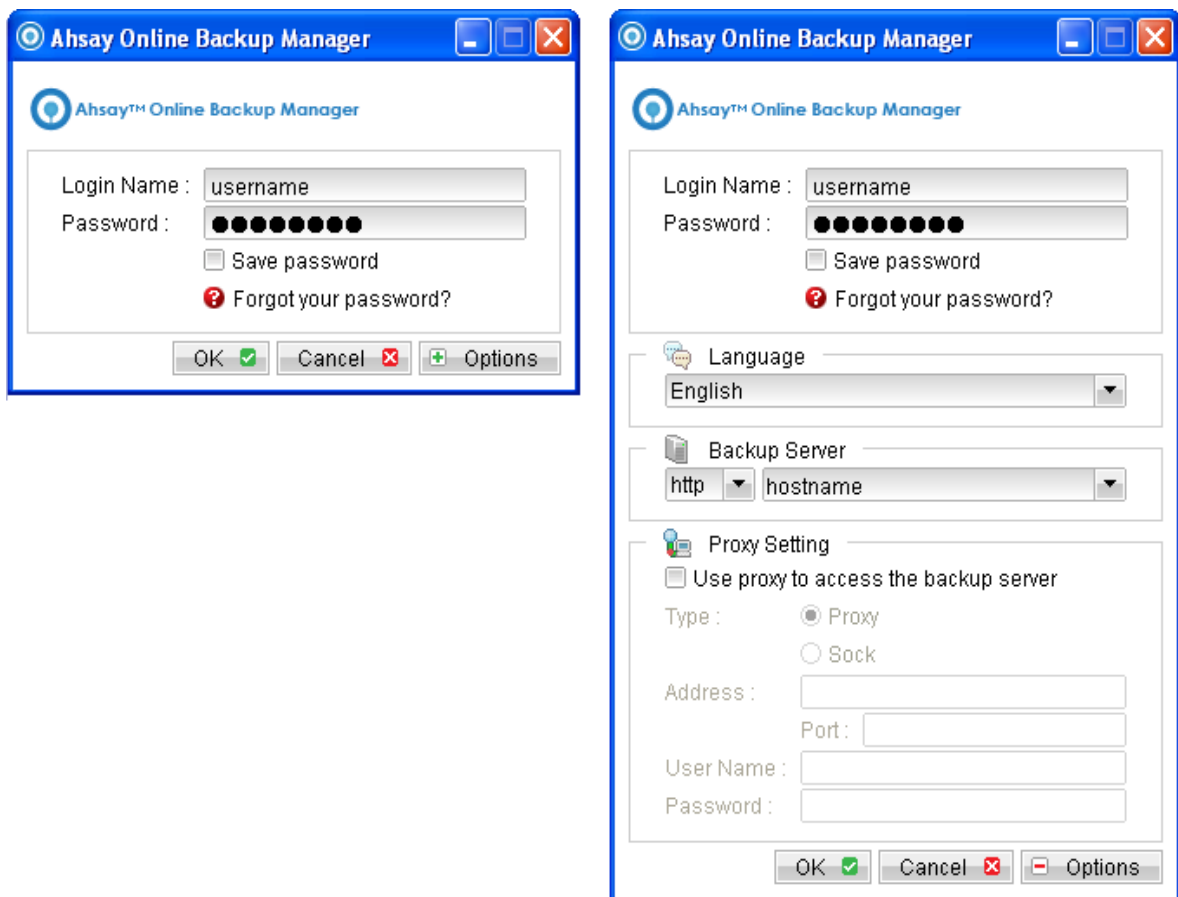 Ahsay Online Backup Manager
Ahsay™ Online Backup Manager
Login Name : username
Password : ●●●●●●●●
Save password
Forgot your password?
OK Cancel Options
Ahsay Online Backup Manager
Ahsay™ Online Backup Manager
Login Name : username
Password : ●●●●●●●●
Save password
Forgot your password?
Language
English
Backup Server
http hostname
Proxy Setting
Use proxy to access the backup server
Type : Proxy
Sock
Address :
Port :
User Name :
Password :
OK Cancel Options